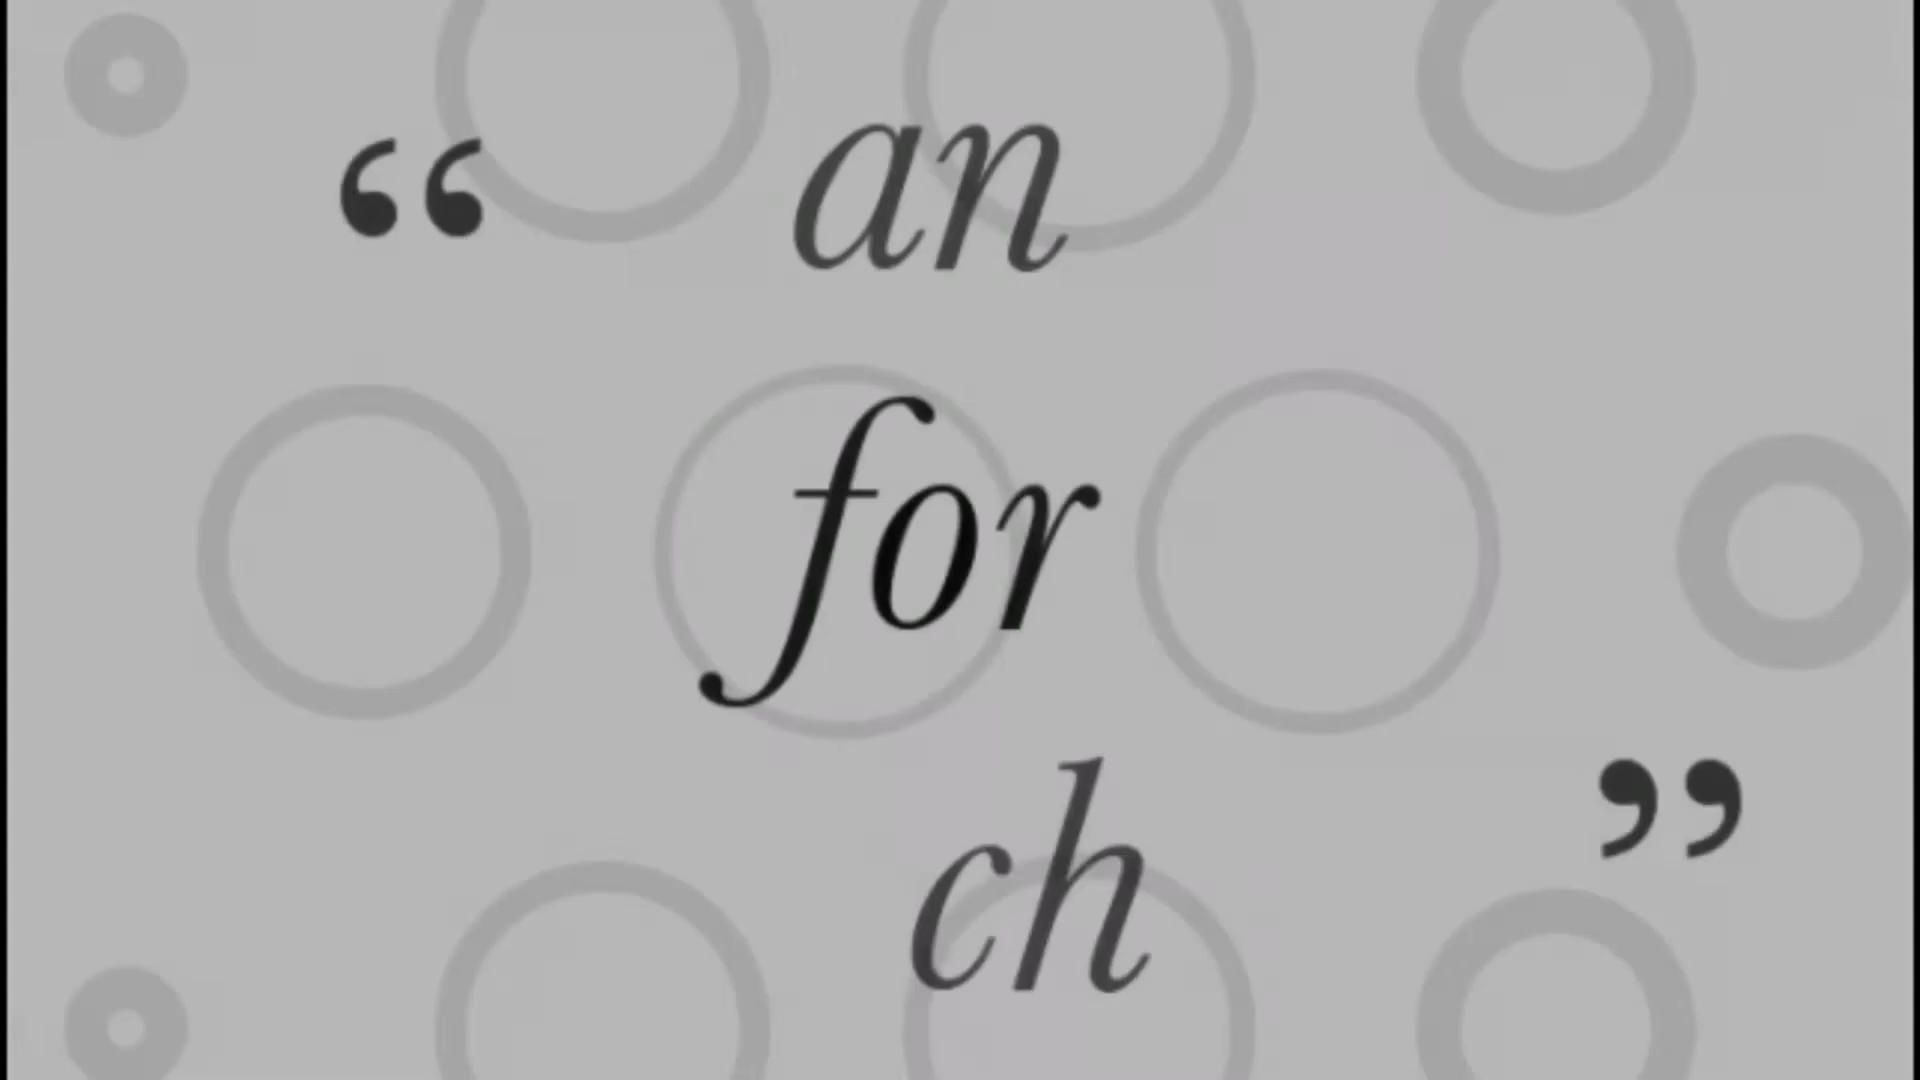 “ an
for
ch ”